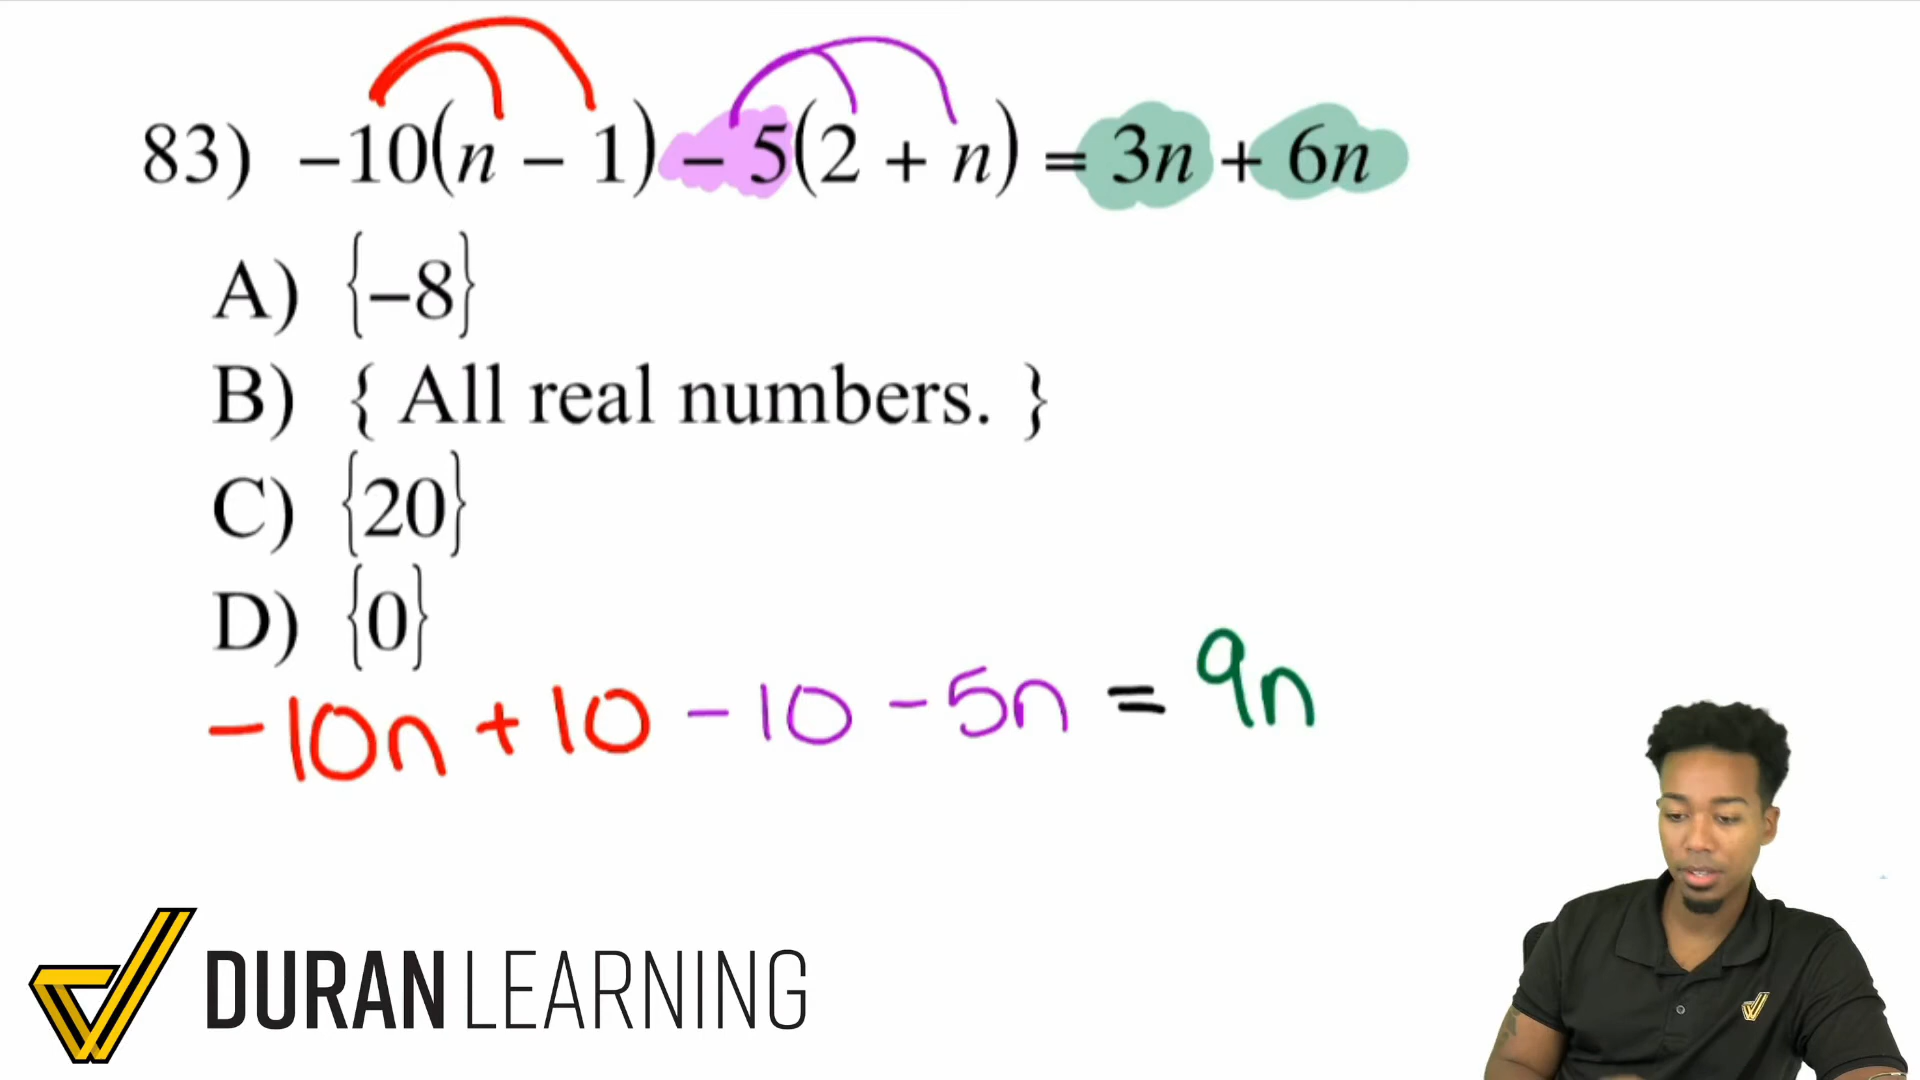 83) −10(n − 1) − 5(2 + n) = 3n + 6n
A) {−8}
B) { All real numbers. }
C) {20}
D) {0}
-10n + 10 - 10 - 5n = 9n
DURAN LEARNING